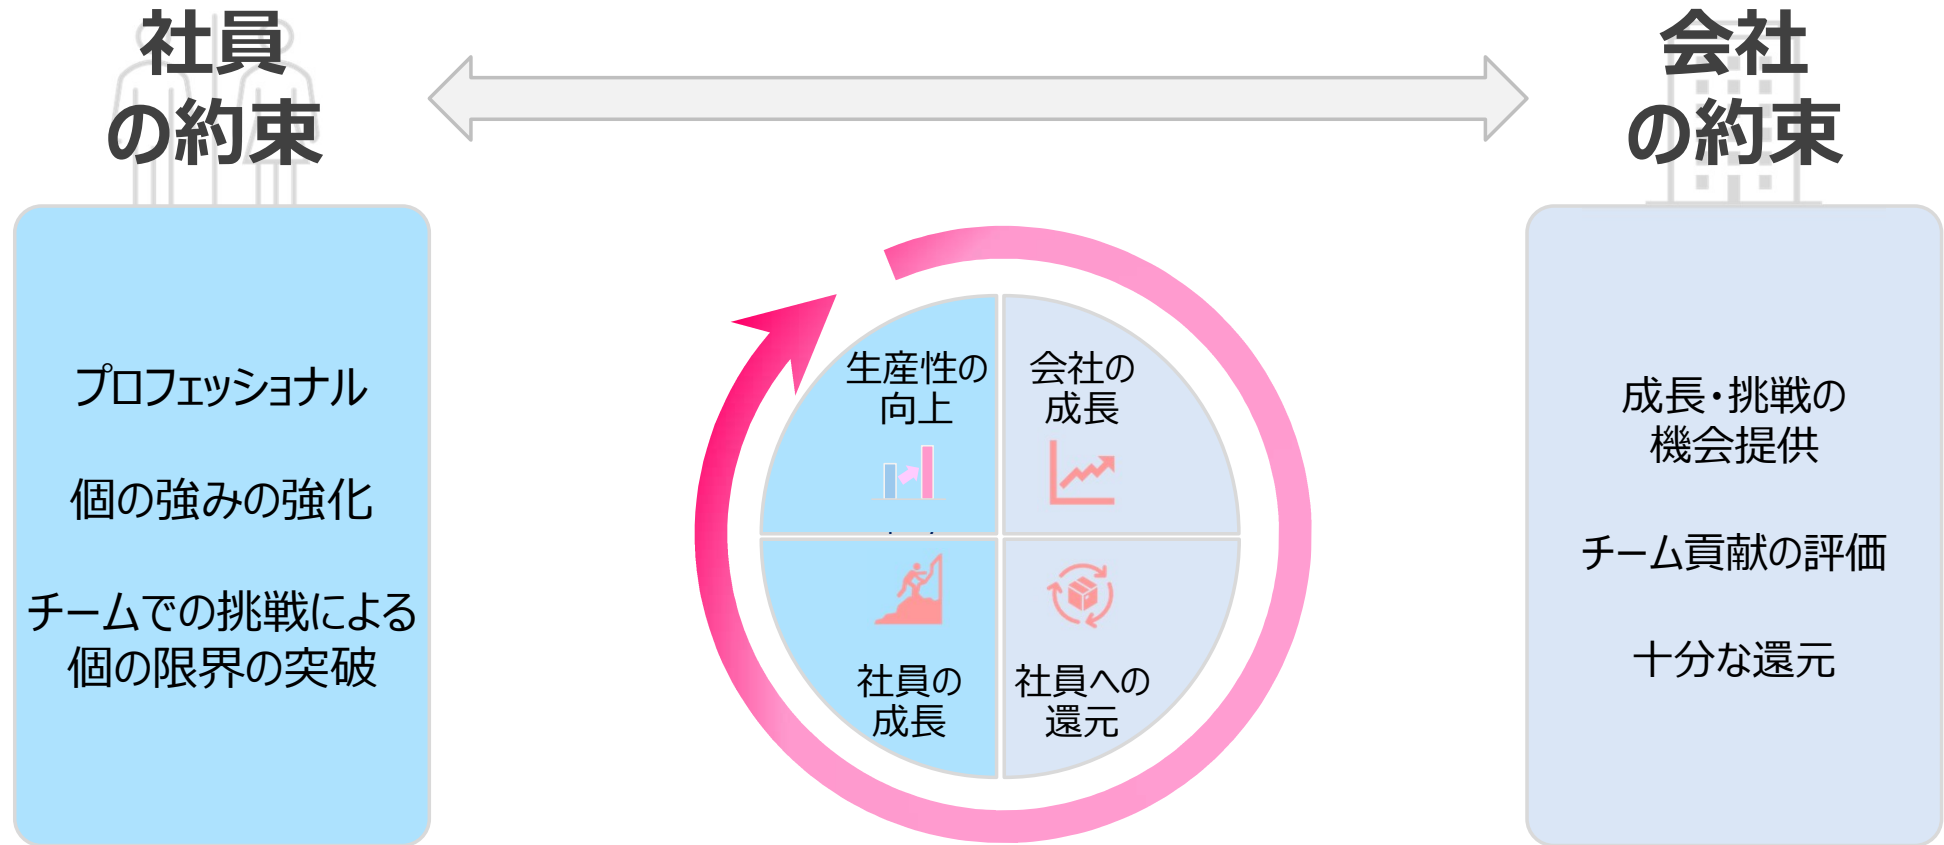 社員
の約束
会社
の約束
プロフェッショナル
個の強みの強化
チームでの挑戦による
個の限界の突破
生産性の
向上
会社の
成長
社員の
成長
社員への
還元
成長・挑戦の
機会提供
チーム貢献の評価
十分な還元